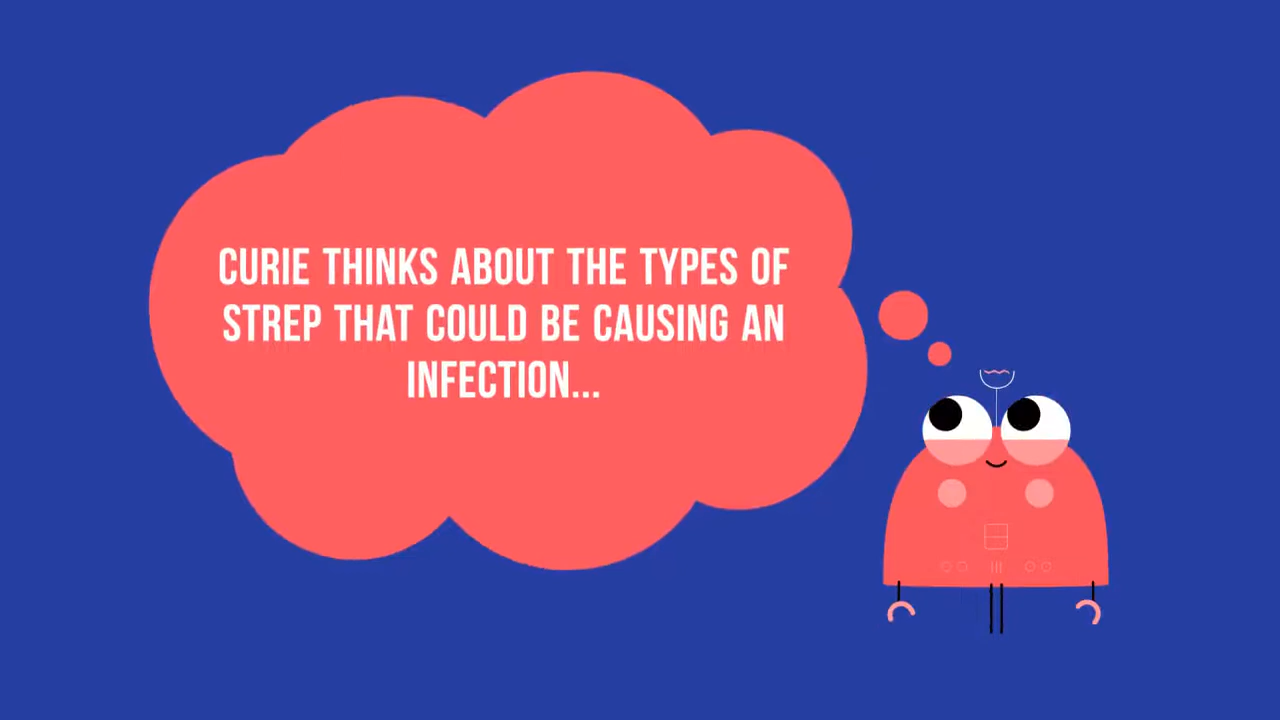 CURIE THINKS ABOUT THE TYPES OF
STREP THAT COULD BE CAUSING AN
INFECTION...